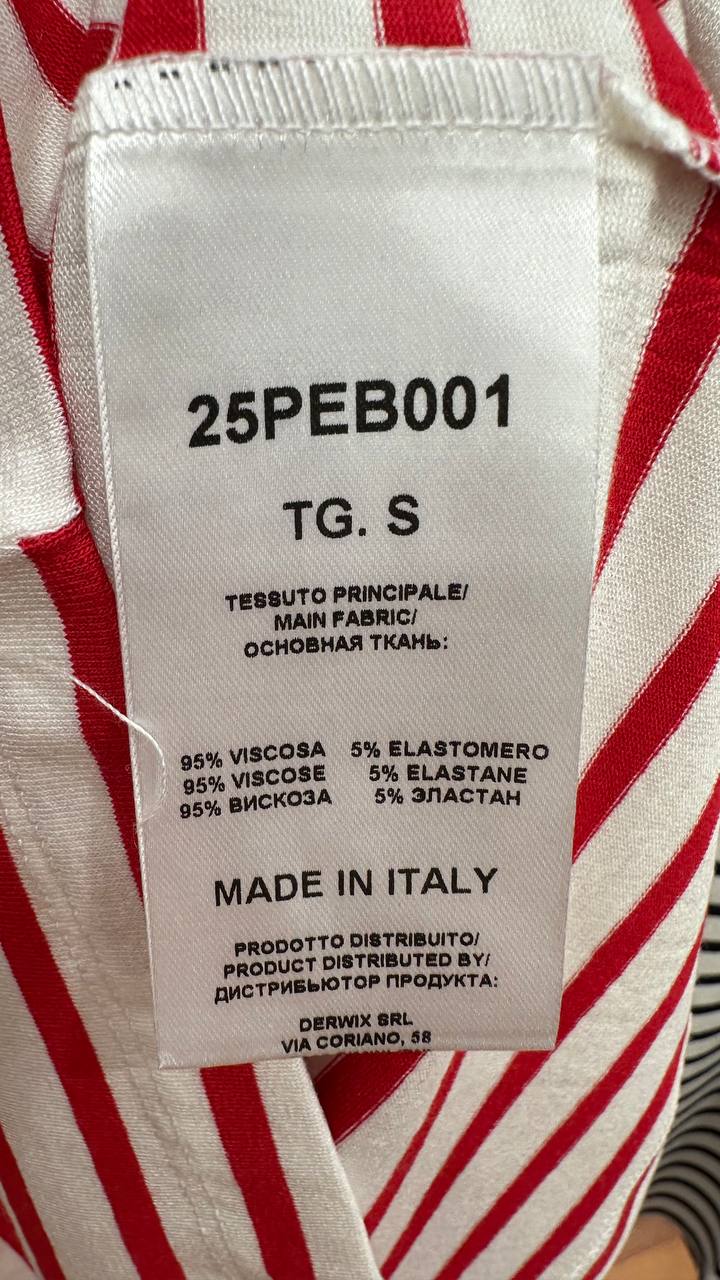 25PEB001
TG. S
TESSUTO PRINCIPALE/
MAIN FABRIC/
ОСНОВНАЯ ТКАНЬ:
95% VISCOSA 5% ELASTOMERO
95% VISCOSE 5% ELASTANE
95% ВИСКОЗА 5% ЭЛАСТАН
MADE IN ITALY
PRODOTTO DISTRIBUITO/
PRODUCT DISTRIBUTED BY/
ДИСТРИБЬЮТОР ПРОДУКТА:
DERWIX SRL
VIA CORIANO, 58